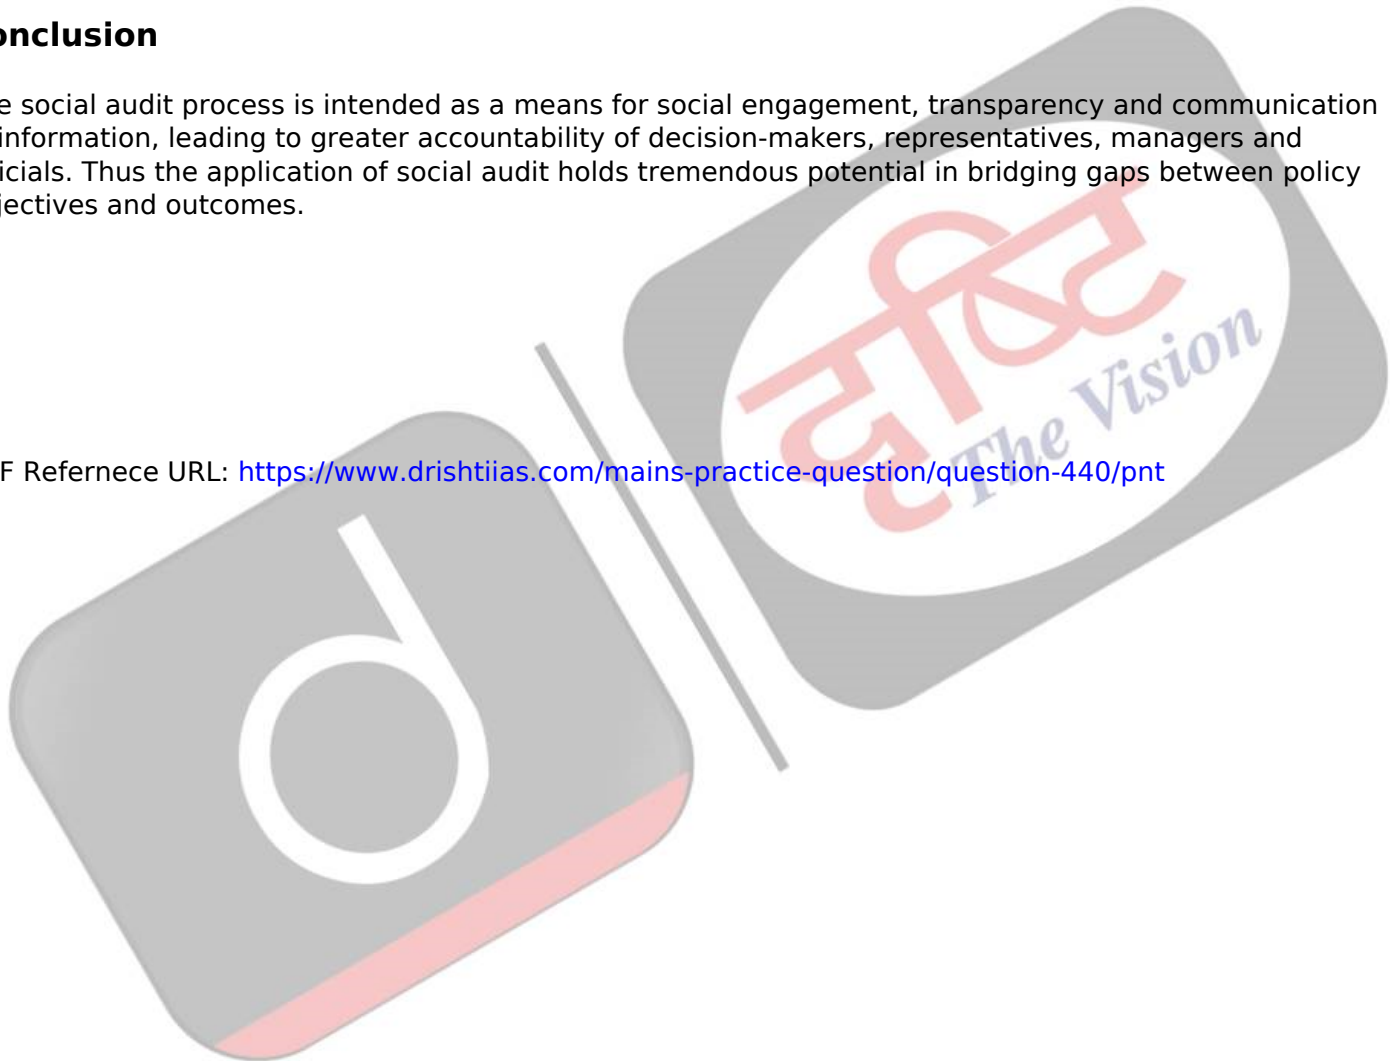 onclusion
e social audit process is intended as a means for social engagement, transparency and communication
information, leading to greater accountability of decision-makers, representatives, managers and
icials. Thus the application of social audit holds tremendous potential in bridging gaps between policy
jectives and outcomes.
दृष्टि
The Vision
F Refernece URL: https://www.drishtiias.com/mains-practice-question/question-440/pnt
d